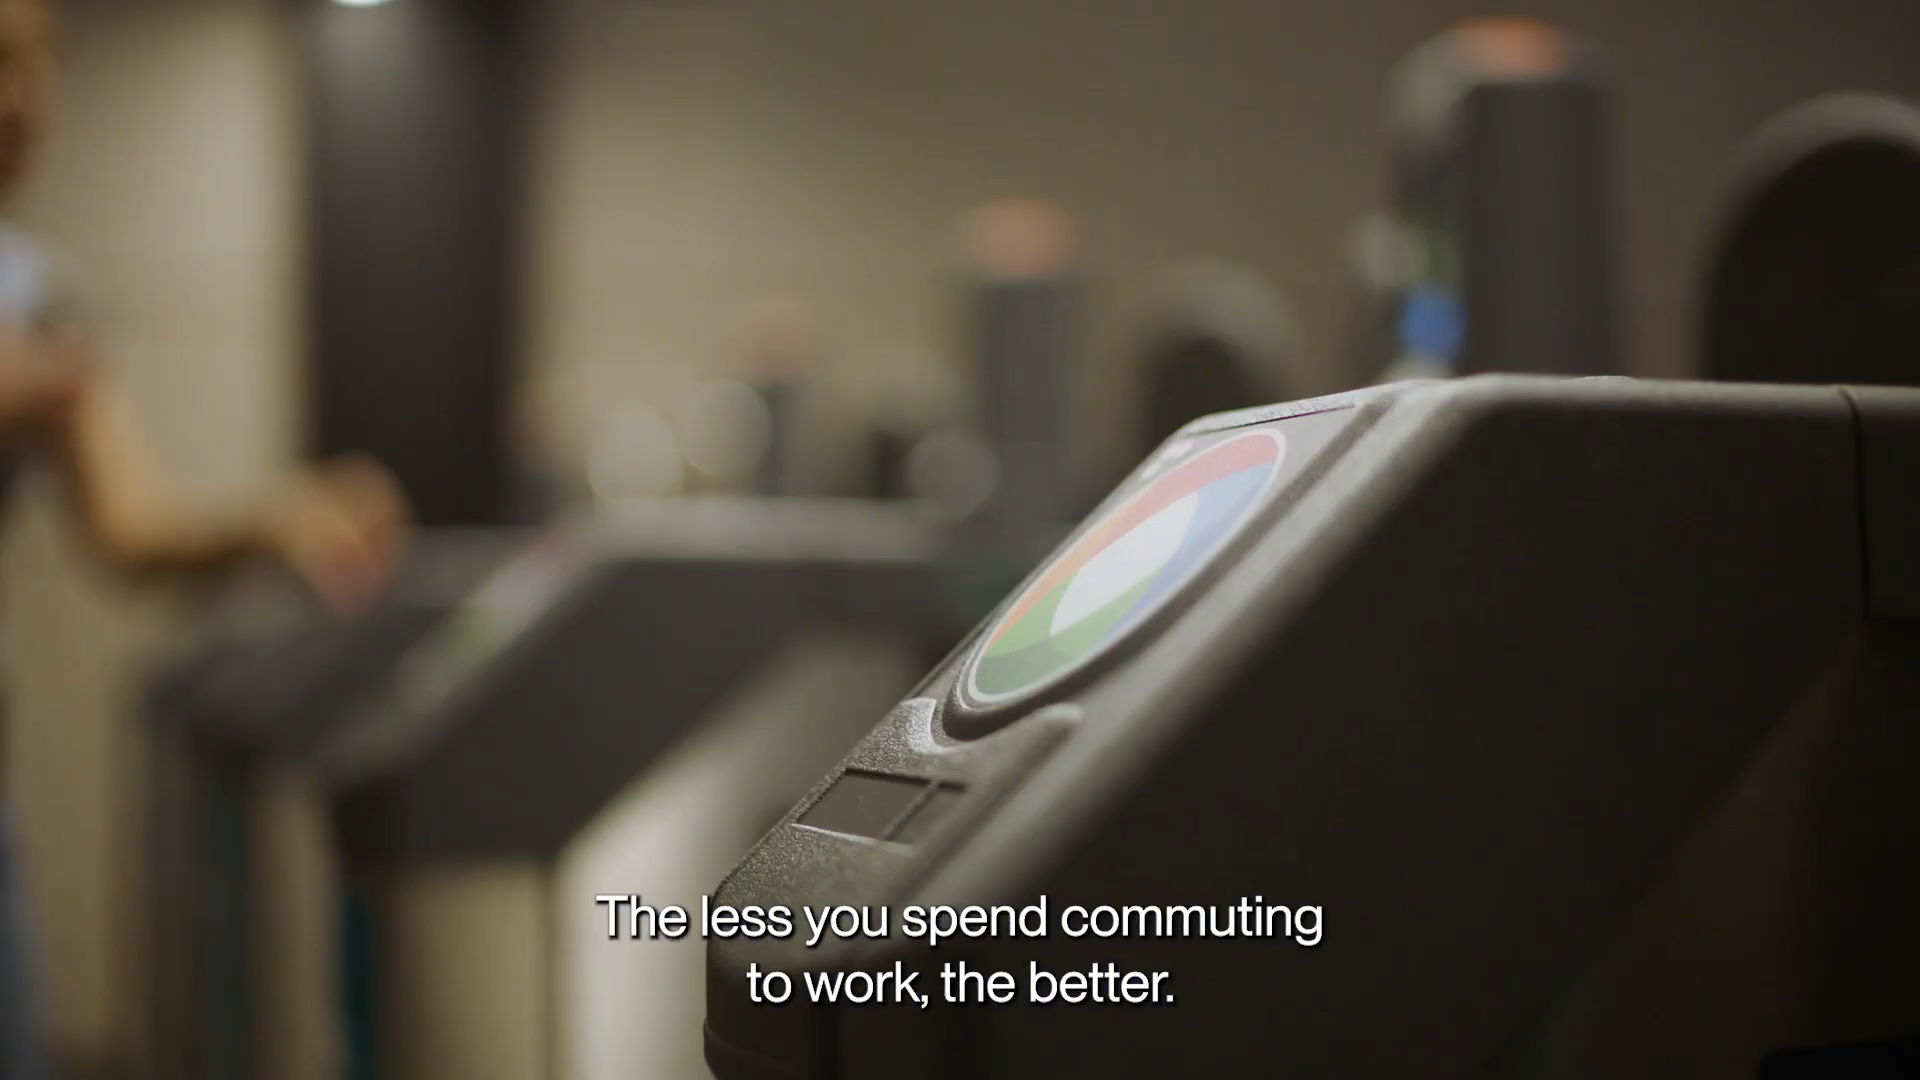 The less you spend commuting
to work, the better.